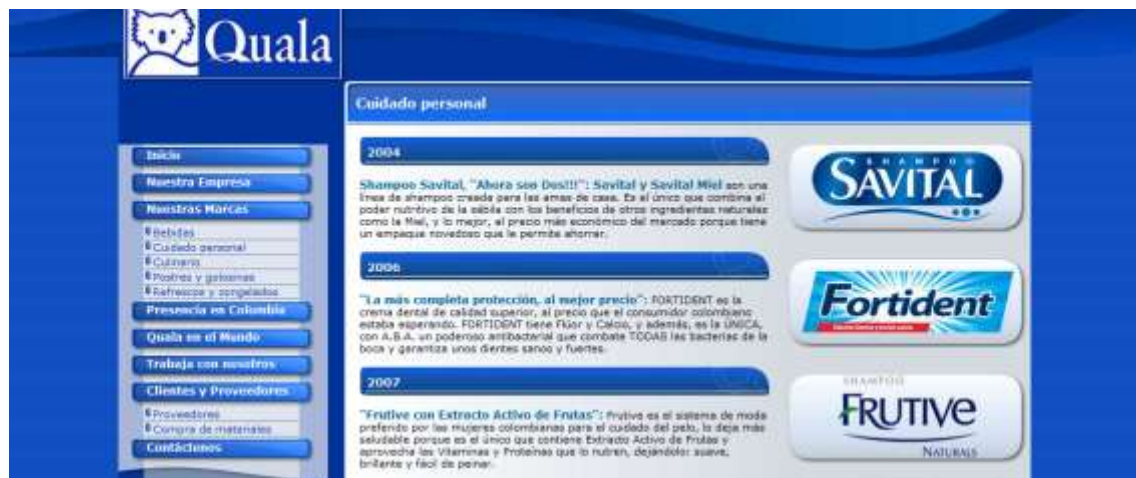 Quala
Cuidado personal
Inicio
Nuestra Empresa
Nuestras Marcas
Bebidas
Cuidado personal
Culinario
Postres y golosinas
Refrescos y congelados
Presencia en Colombia
Quala en el Mundo
Trabaja con nosotros
Clientes y Proveedores
Proveedores
Compra de materiales
Contáctenos
2004
Shampoo Savital, "Ahora son Dos!!!": Savital y Savital Miel son una
línea de shampoo creada para las amas de casa. Es el único que combina el
poder nutritivo de la sábila con los beneficios de otros ingredientes naturales
como la Miel, y lo mejor, al precio más económico del mercado porque tiene
un empaque novedoso que le permite ahorrar.
2006
"La más completa protección, al mejor precio": FORTIDENT es la
crema dental de calidad superior, al precio que el consumidor colombiano
estaba esperando. FORTIDENT tiene Flúor y Calcio, y además, es la ÚNICA,
con A.B.A. un poderoso antibacterial que combate TODAS las bacterias de la
boca y garantiza unos dientes sanos y fuertes.
2007
"Frutive con Extracto Activo de Frutas": Frutive es el sistema de moda
preferido por las mujeres colombianas para el cuidado del pelo, lo deja más
saludable porque es el único que contiene Extracto Activo de Frutas y
aprovecha las Vitaminas y Proteínas que lo nutren, dejándolo: suave,
brillante y fácil de peinar.
SHAMPOO
SAVITAL
Fortident
SHAMPOO
FRUTIVE
NATURALS